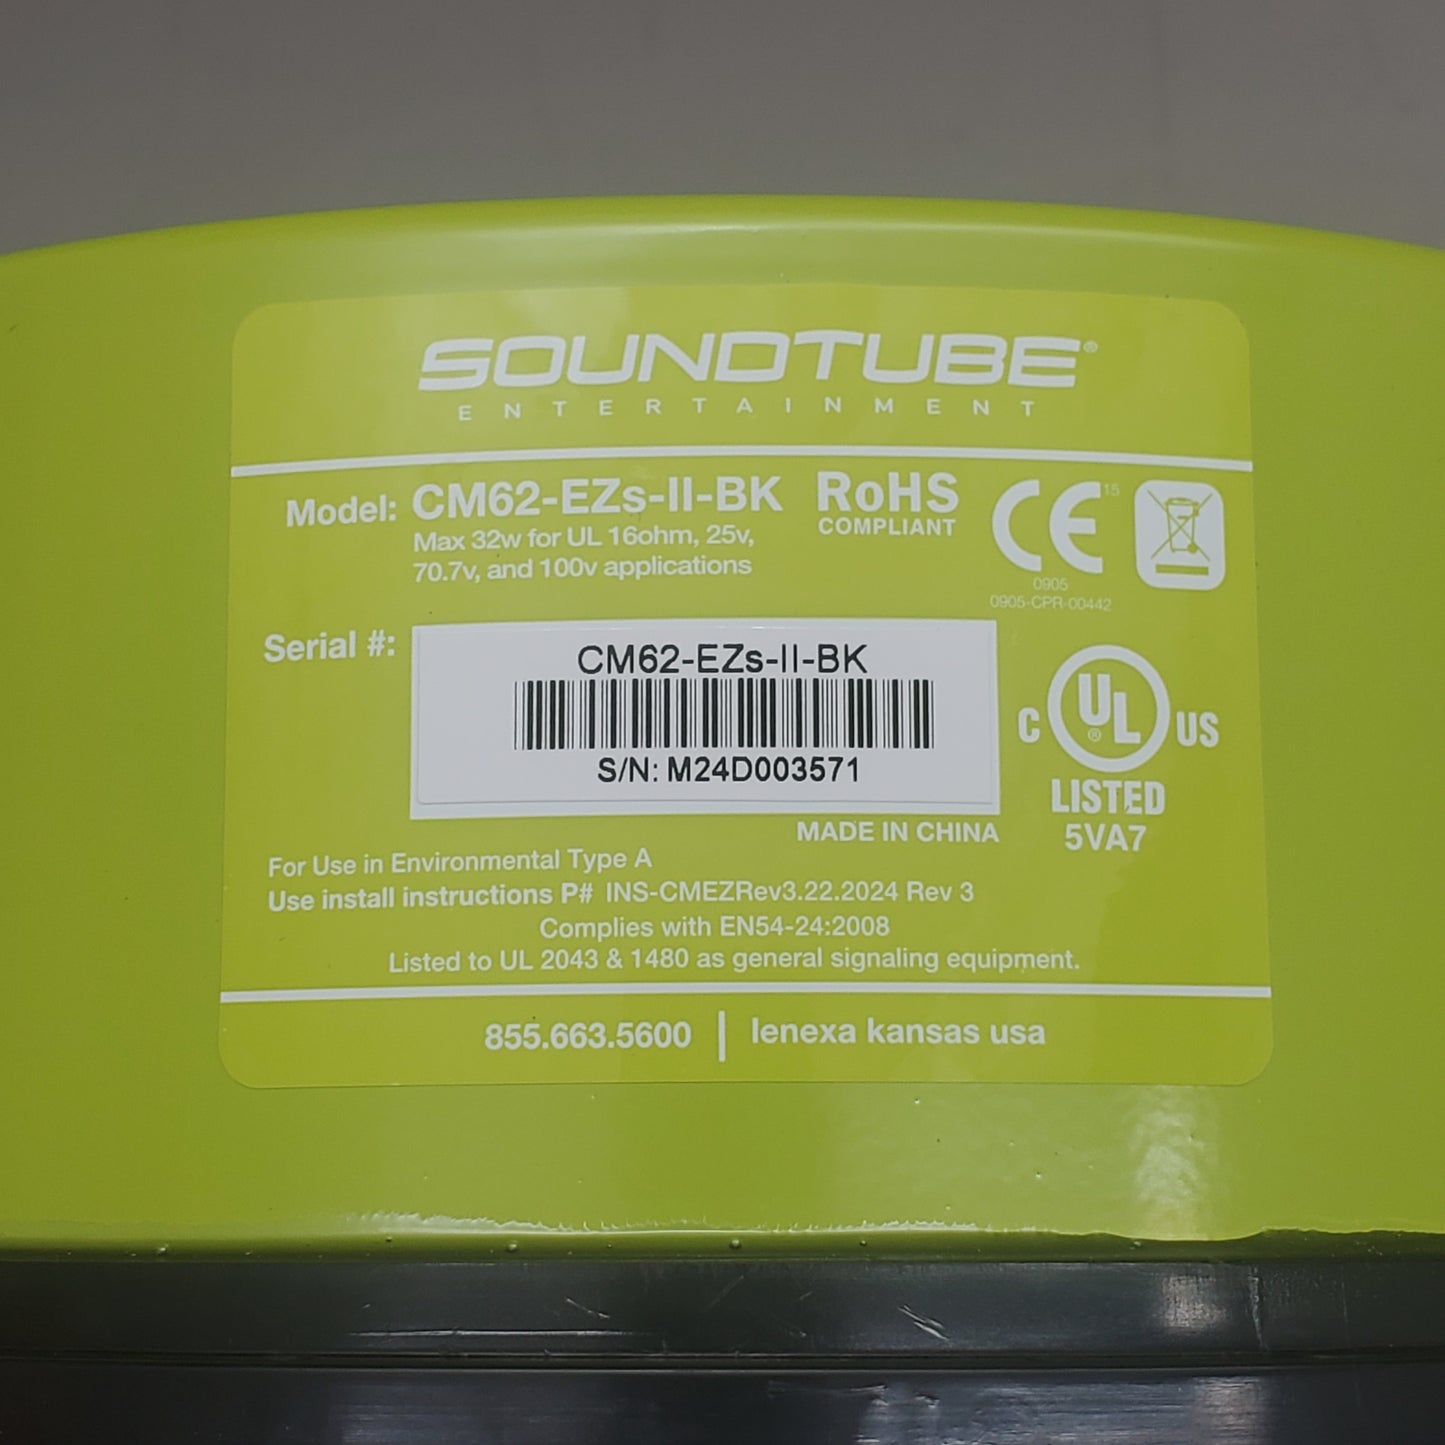 SOUNDTUBE®
ENTERTAINMENT
Model: CM62-EZs-II-BK
Max 32w for UL 16ohm, 25v,
70.7v, and 100v applications
RoHS
COMPLIANT
CE 15
0905
0905-CPR-00442
Serial #:
CM62-EZs-II-BK
S/N: M24D003571
C UL® US
LISTED
5VA7
MADE IN CHINA
For Use in Environmental Type A
Use install instructions P# INS-CMEZRev3.22.2024 Rev 3
Complies with EN54-24:2008
Listed to UL 2043 & 1480 as general signaling equipment.
855.663.5600 | lenexa kansas usa